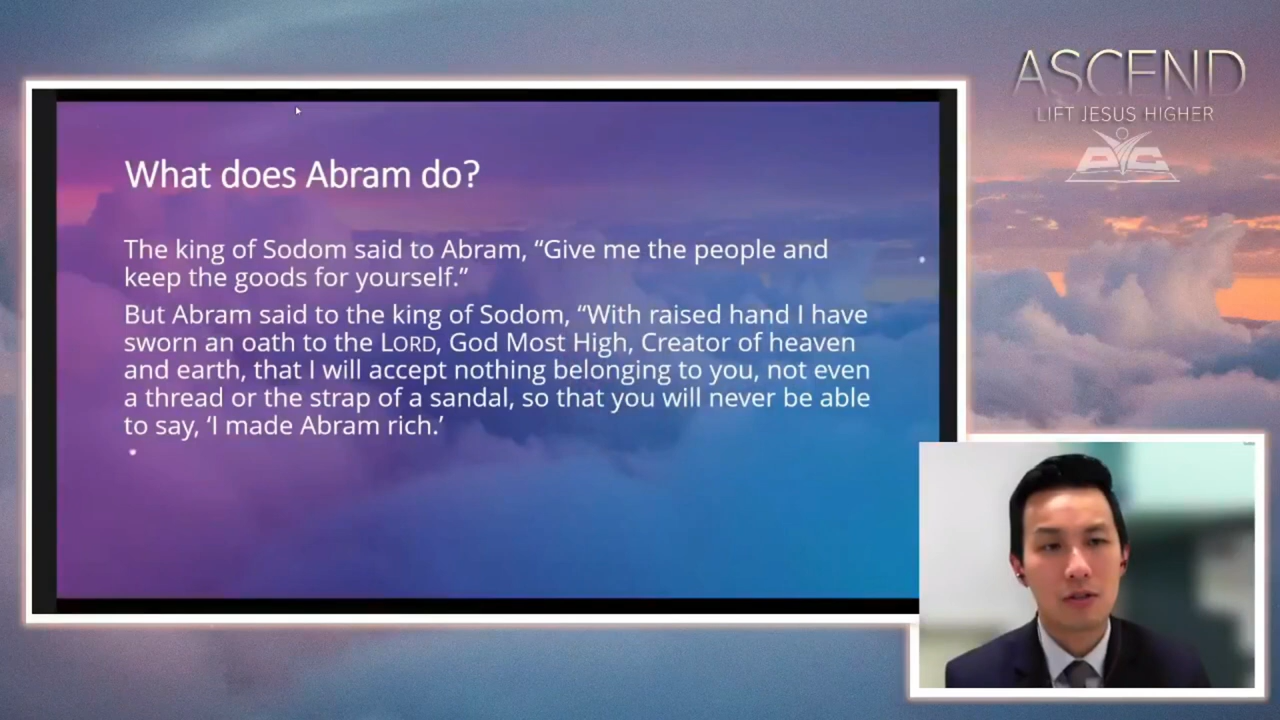 ASCEND
LIFT JESUS HIGHER
What does Abram do?
The king of Sodom said to Abram, “Give me the people and
keep the goods for yourself.”
But Abram said to the king of Sodom, “With raised hand I have
sworn an oath to the LORD, God Most High, Creator of heaven
and earth, that I will accept nothing belonging to you, not even
a thread or the strap of a sandal, so that you will never be able
to say, ‘I made Abram rich.’